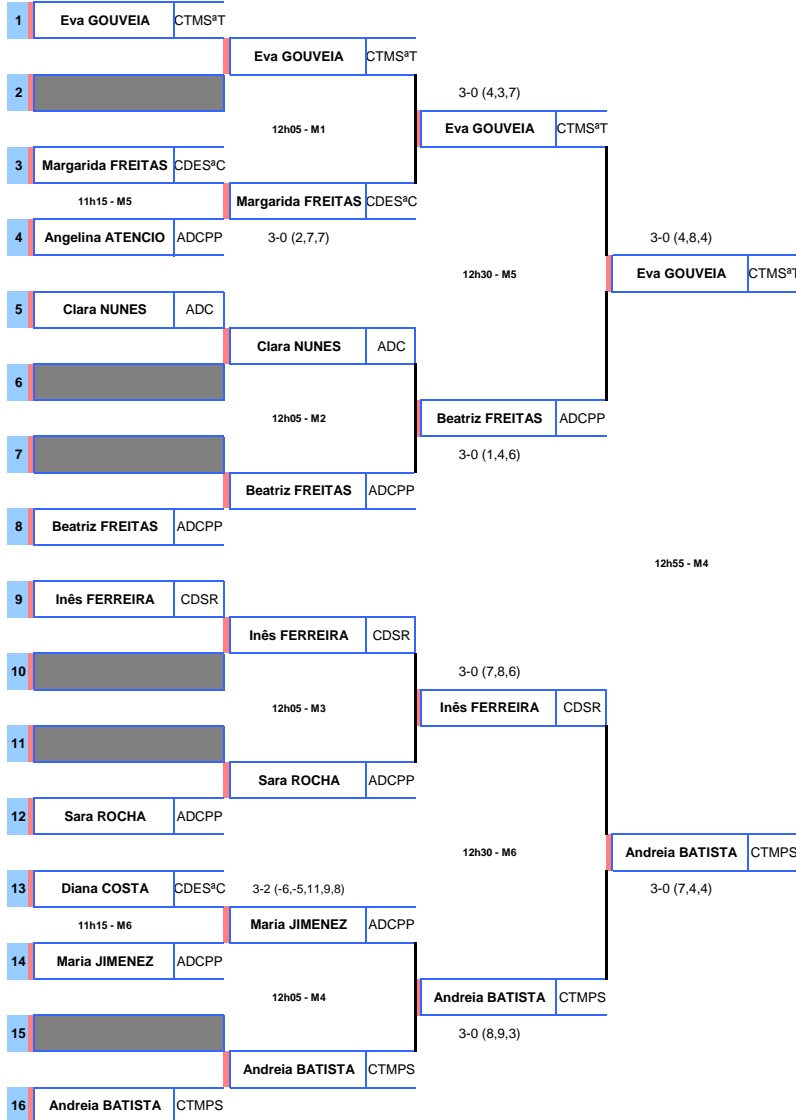 1 Eva GOUVEIA CTMSªT
Eva GOUVEIA CTMSªT
2 3-0 (4,3,7)
12h05 - M1 Eva GOUVEIA CTMSªT
3 Margarida FREITAS CDESªC
11h15 - M5 Margarida FREITAS CDESªC
4 Angelina ATENCIO ADCPP 3-0 (2,7,7) 3-0 (4,8,4)
12h30 - M5 Eva GOUVEIA CTMSªT
5 Clara NUNES ADC
Clara NUNES ADC
6
12h05 - M2 Beatriz FREITAS ADCPP
7 3-0 (1,4,6)
Beatriz FREITAS ADCPP
8 Beatriz FREITAS ADCPP
12h55 - M4
9 Inês FERREIRA CDSR
Inês FERREIRA CDSR
10 3-0 (7,8,6)
12h05 - M3 Inês FERREIRA CDSR
11
Sara ROCHA ADCPP
12 Sara ROCHA ADCPP
12h30 - M6 Andreia BATISTA CTMPS
13 Diana COSTA CDESªC 3-2 (-6,-5,11,9,8) 3-0 (7,4,4)
11h15 - M6 Maria JIMENEZ ADCPP
14 Maria JIMENEZ ADCPP
12h05 - M4 Andreia BATISTA CTMPS
15 3-0 (8,9,3)
Andreia BATISTA CTMPS
16 Andreia BATISTA CTMPS